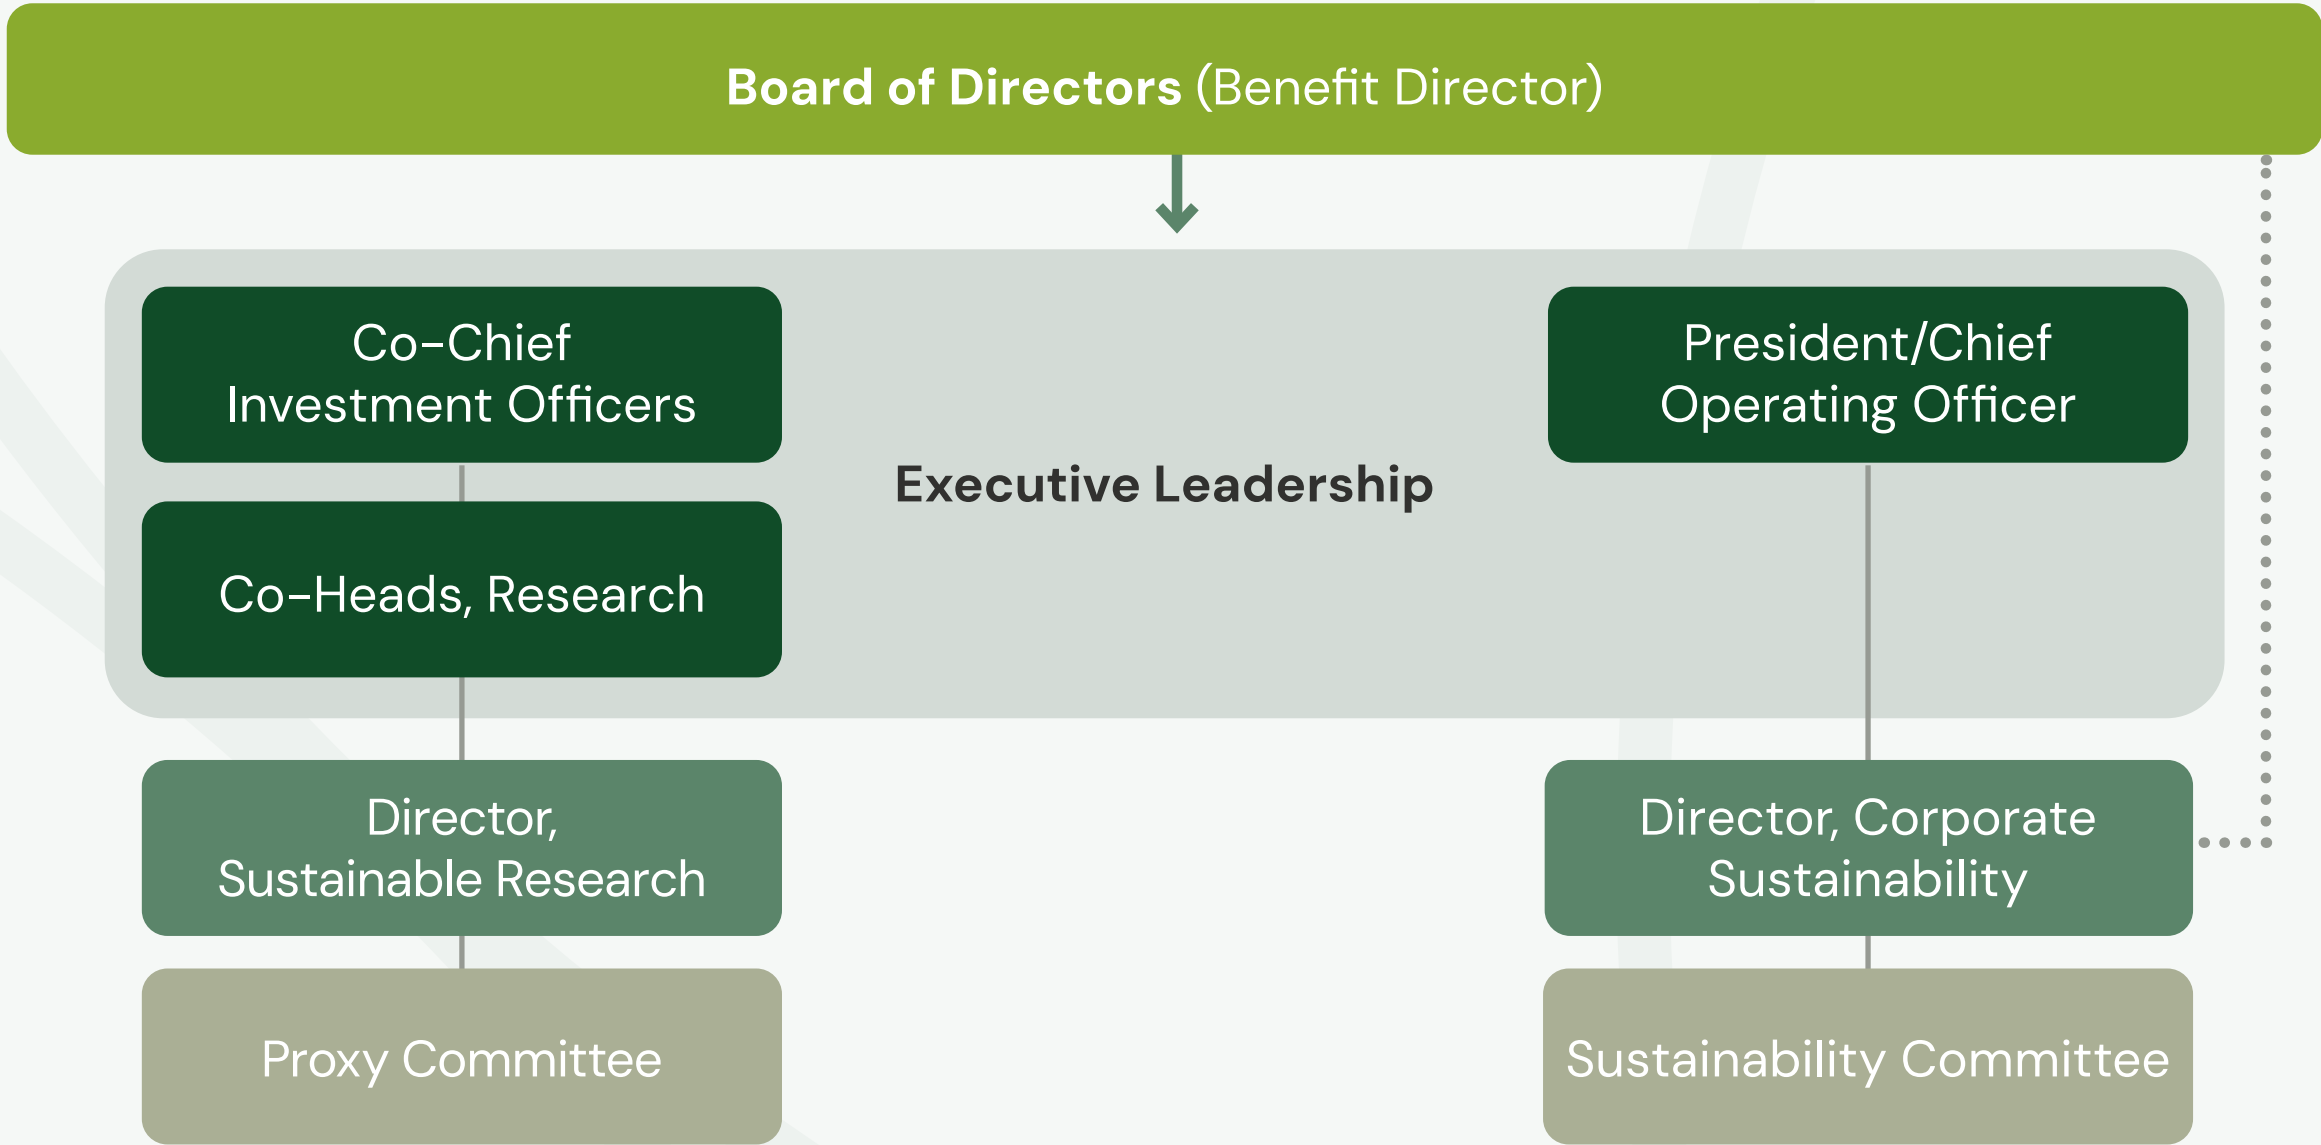 Board of Directors (Benefit Director)
Co-Chief
Investment Officers
Co-Heads, Research
Executive Leadership
President/Chief
Operating Officer
Director,
Sustainable Research
Proxy Committee
Director, Corporate
Sustainability
Sustainability Committee